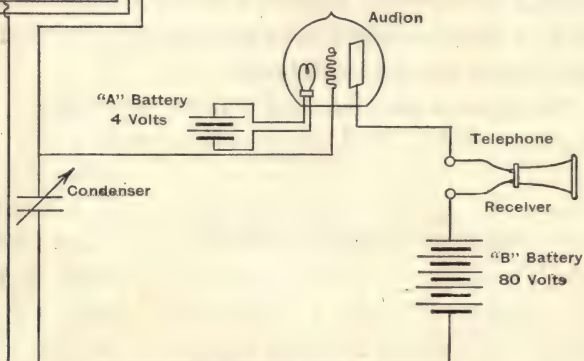 Audion
"A" Battery
4 Volts
Telephone
Condenser
Receiver
"B" Battery
80 Volts